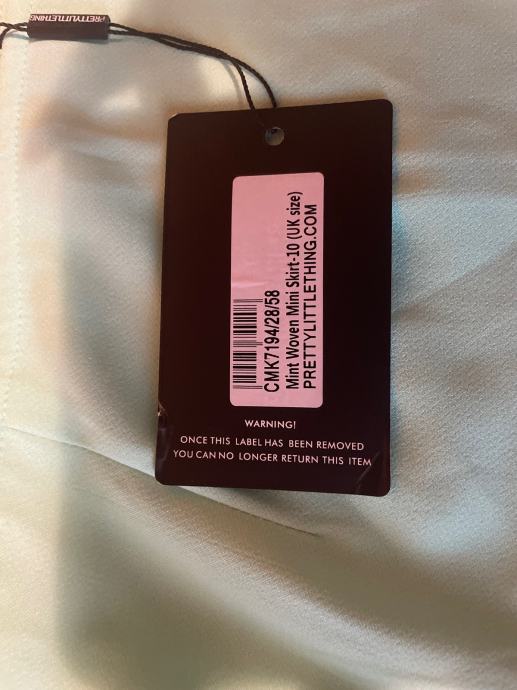 PRETTYLITTLETHING
CMK7194/28/58
Mint Woven Mini Skirt-10 (UK size)
PRETTYLITTLETHING.COM
WARNING!
ONCE THIS LABEL HAS BEEN REMOVED
YOU CAN NO LONGER RETURN THIS ITEM